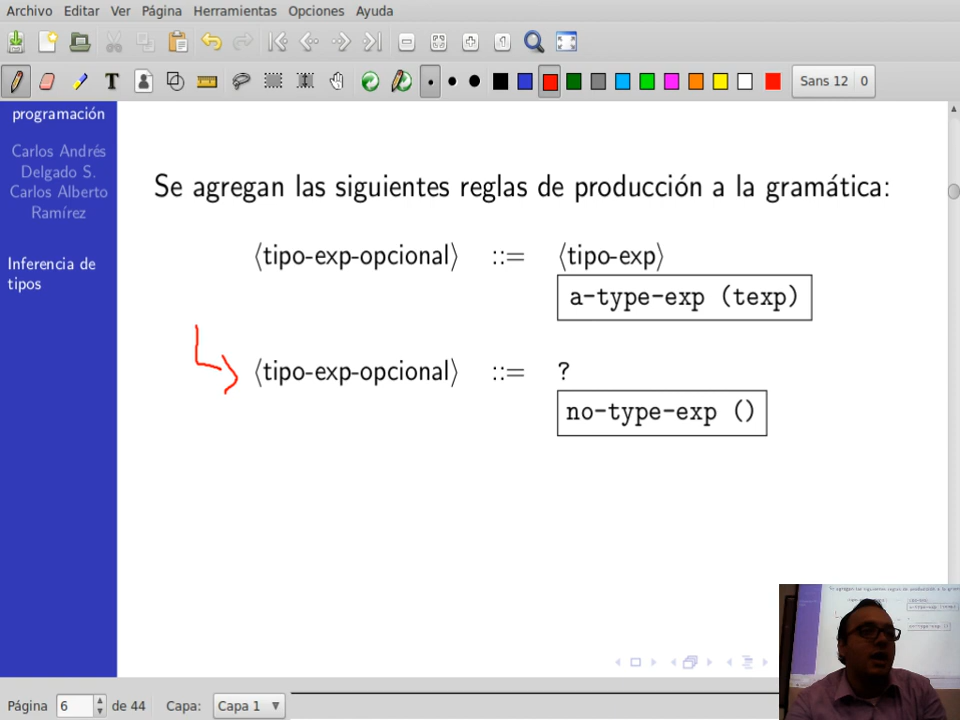 Archivo Editar Ver Página Herramientas Opciones Ayuda
T
Sans 12 0
programación
Carlos Andrés
Delgado S.
Carlos Alberto
Ramírez
Inferencia de
tipos
Se agregan las siguientes reglas de producción a la gramática:
⟨tipo-exp-opcional⟩ ::= ⟨tipo-exp⟩
a-type-exp (texp)
⟨tipo-exp-opcional⟩ ::= ?
no-type-exp ()
Página 6 de 44 Capa: Capa 1